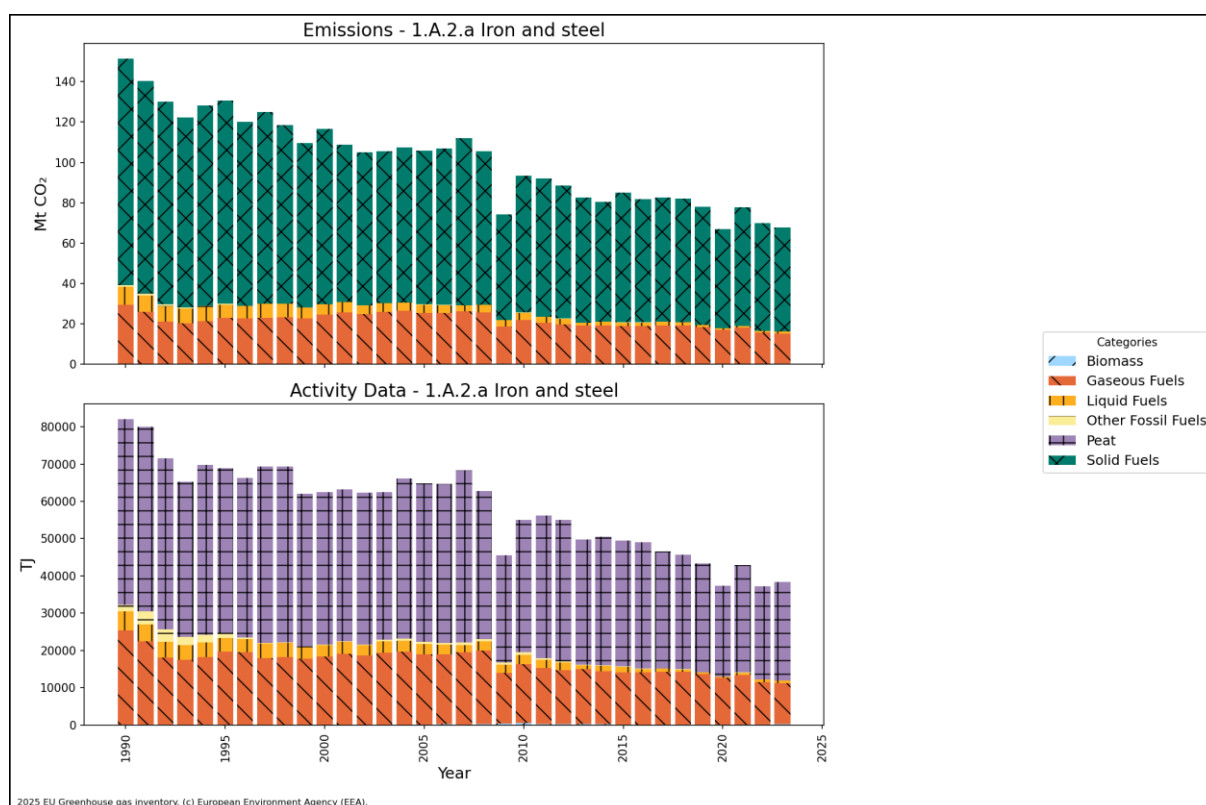 Emissions - 1.A.2.a Iron and steel
140
120
100
80
60
40
20
0
Mt CO₂
Activity Data - 1.A.2.a Iron and steel
80000
70000
60000
50000
40000
30000
20000
10000
0
TJ
1990
1995
2000
2005
2010
2015
2020
2025
Year
Categories
Biomass
Gaseous Fuels
Liquid Fuels
Other Fossil Fuels
Peat
Solid Fuels
2025 EU Greenhouse gas inventory, (c) European Environment Agency (EEA).